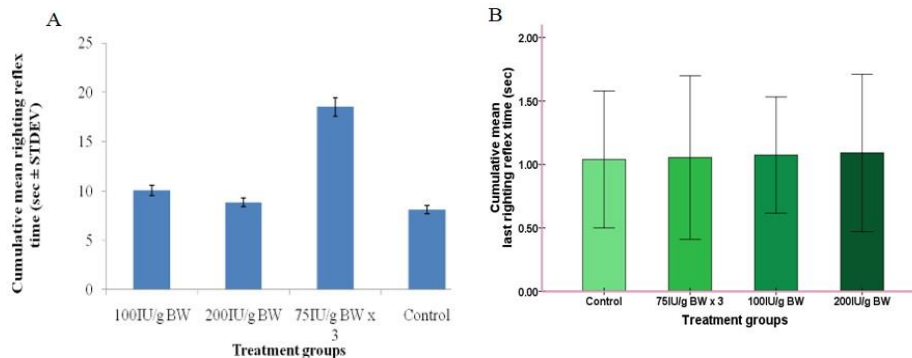 A
Cumulative mean righting reflex
time (sec ± STDEV)
25
20
15
10
5
0
100IU/g BW
200IU/g BW
75IU/g BW x
3
Control
Treatment groups
B
Cumulative mean
last righting reflex time (sec)
2.00
1.50
1.00
0.50
0.00
Control
75IU/g BW x 3
100IU/g BW
200IU/g BW
Treatment groups